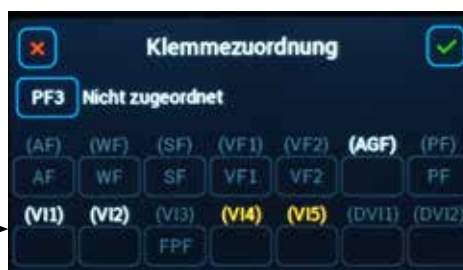 Klemmezuordnung
PF3 Nicht zugeordnet
(AF) (WF) (SF) (VF1) (VF2) (AGF) (PF)
AF WF SF VF1 VF2 PF
(VI1) (VI2) (VI3) (VI4) (VI5) (DVI1) (DVI2)
FPF